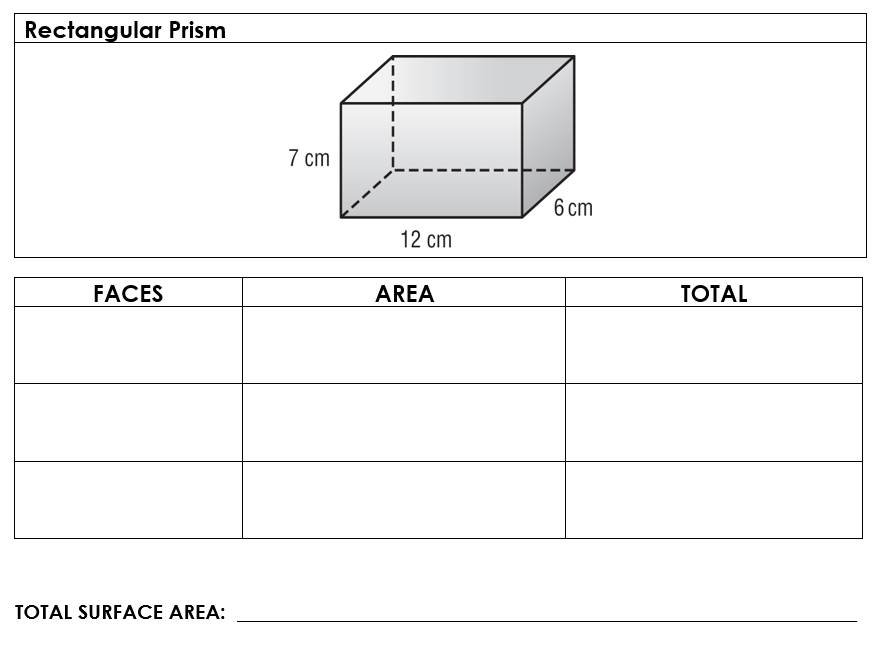 Rectangular Prism
7 cm
6 cm
12 cm
FACES AREA TOTAL
TOTAL SURFACE AREA: